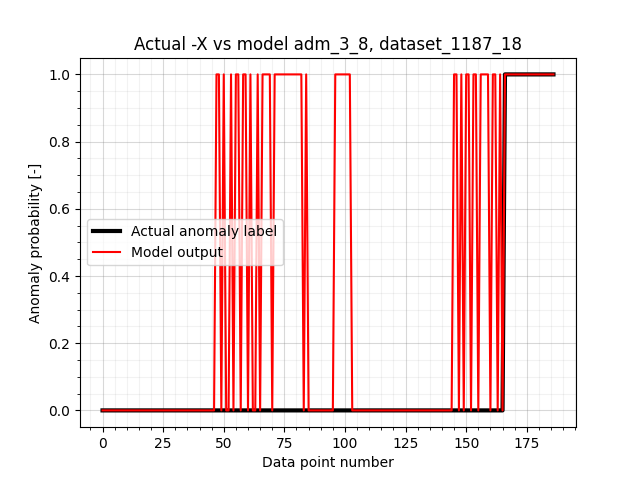 Actual -X vs model adm_3_8, dataset_1187_18
Anomaly probability [-]
1.0
0.8
0.6
0.4
0.2
0.0
Actual anomaly label
Model output
0 25 50 75 100 125 150 175
Data point number